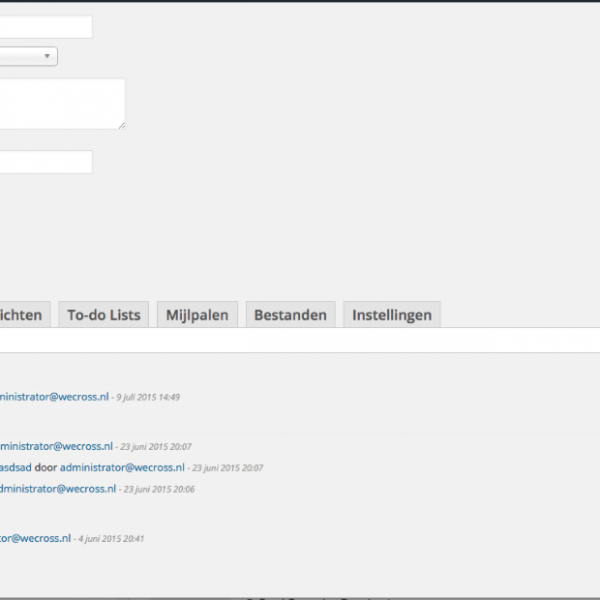 ichten To-do Lists Mijlpalen Bestanden Instellingen
ministrator@wecross.nl - 9 juli 2015 14:49
ministrator@wecross.nl - 23 juni 2015 20:07
asdsad door administrator@wecross.nl - 23 juni 2015 20:07
dministrator@wecross.nl - 23 juni 2015 20:06
tor@wecross.nl - 4 juni 2015 20:41